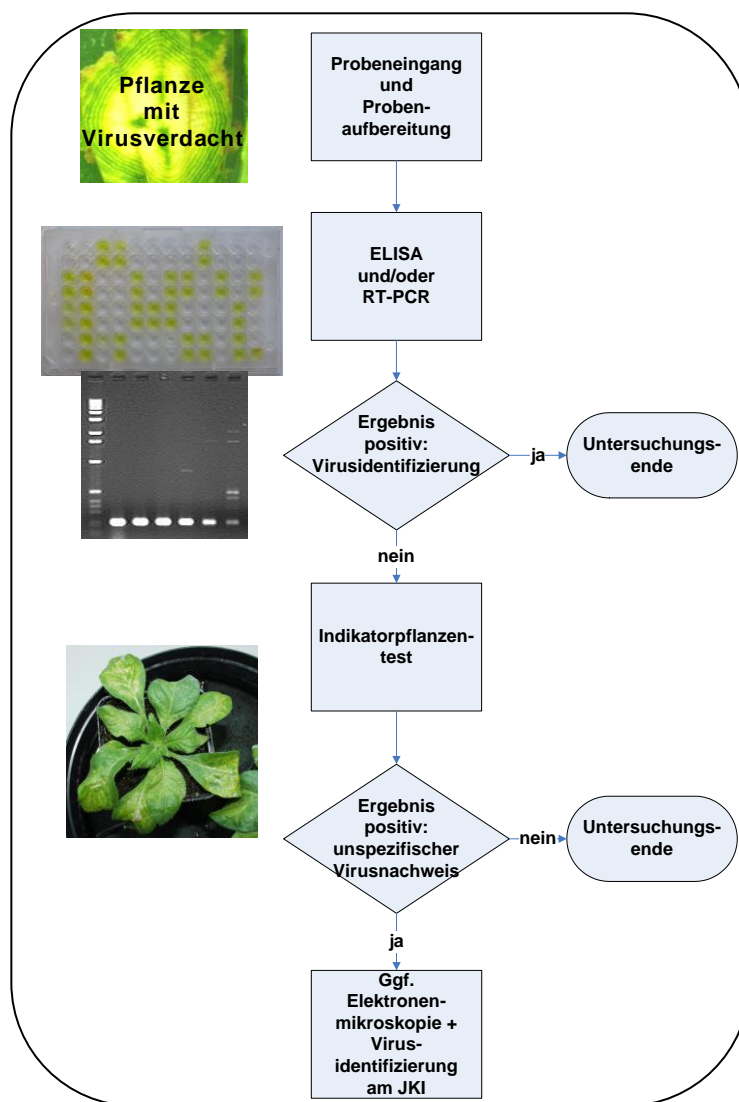 Pflanze
mit
Virusverdacht
Probeneingang
und
Proben-
aufbereitung
ELISA
und/oder
RT-PCR
Ergebnis
positiv:
Virusidentifizierung
ja
Untersuchungs-
ende
nein
Indikatorpflanzen-
test
Ergebnis
positiv:
unspezifischer
Virusnachweis
nein
Untersuchungs-
ende
ja
Ggf.
Elektronen-
mikroskopie +
Virus-
identifizierung
am JKI